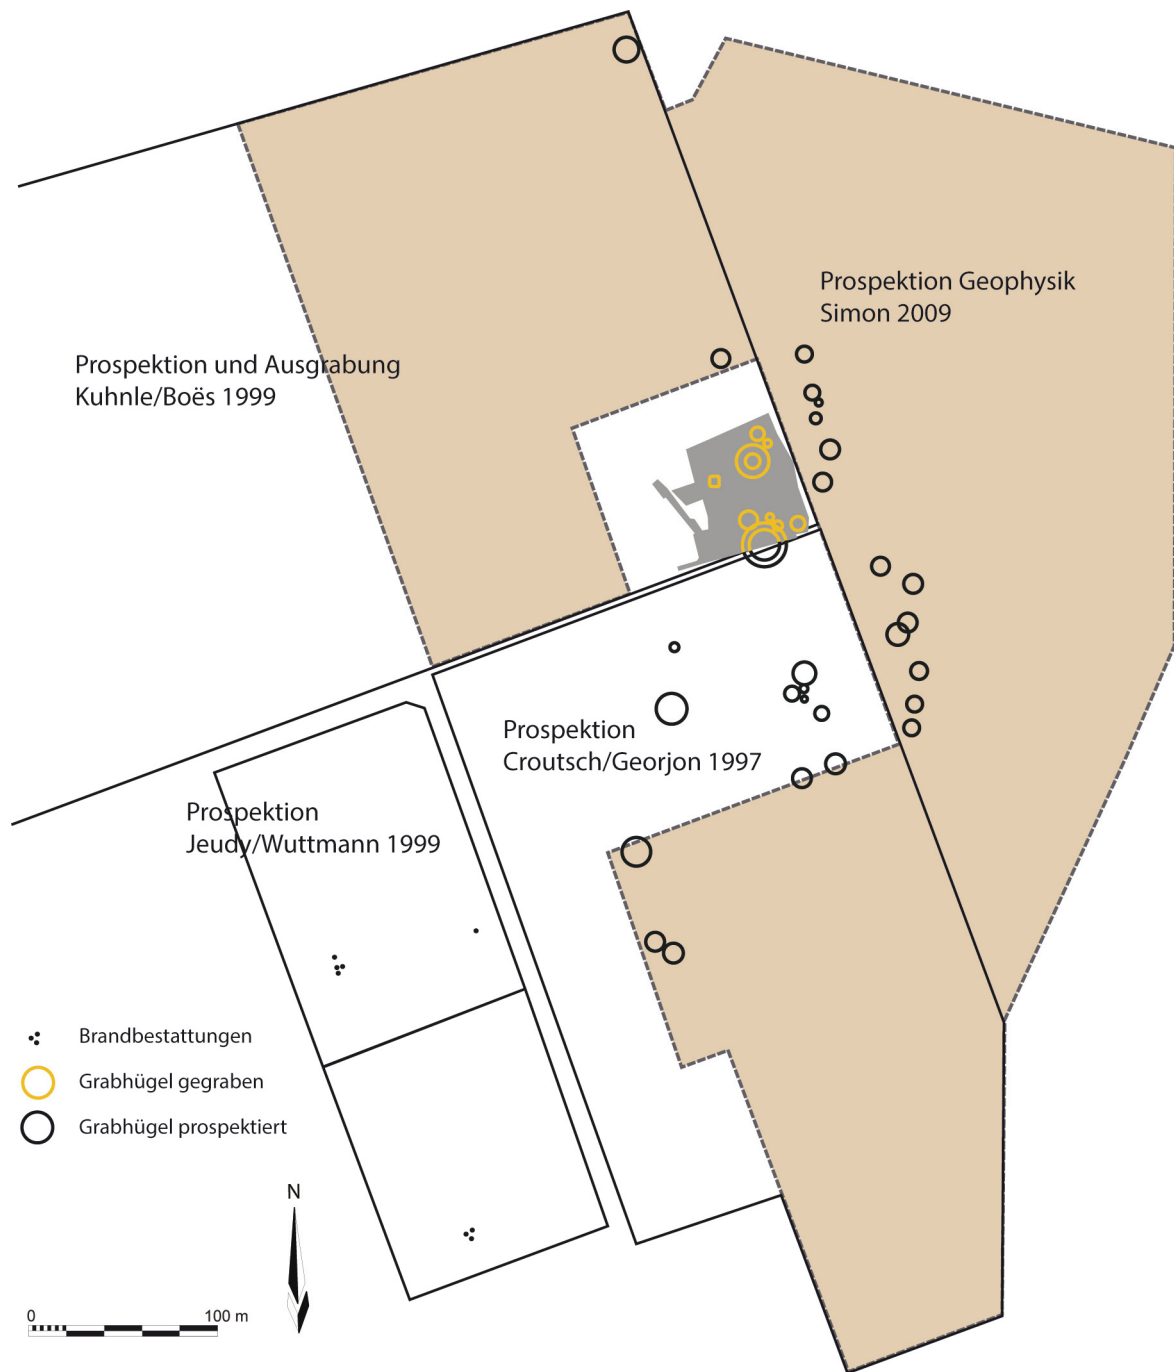 Prospektion Geophysik
Simon 2009
Prospektion und Ausgrabung
Kuhnle/Boës 1999
Prospektion
Croutsch/Georjon 1997
Prospektion
Jeudy/Wuttmann 1999
Brandbestattungen
Grabhügel gegraben
Grabhügel prospektiert
N
0 100 m